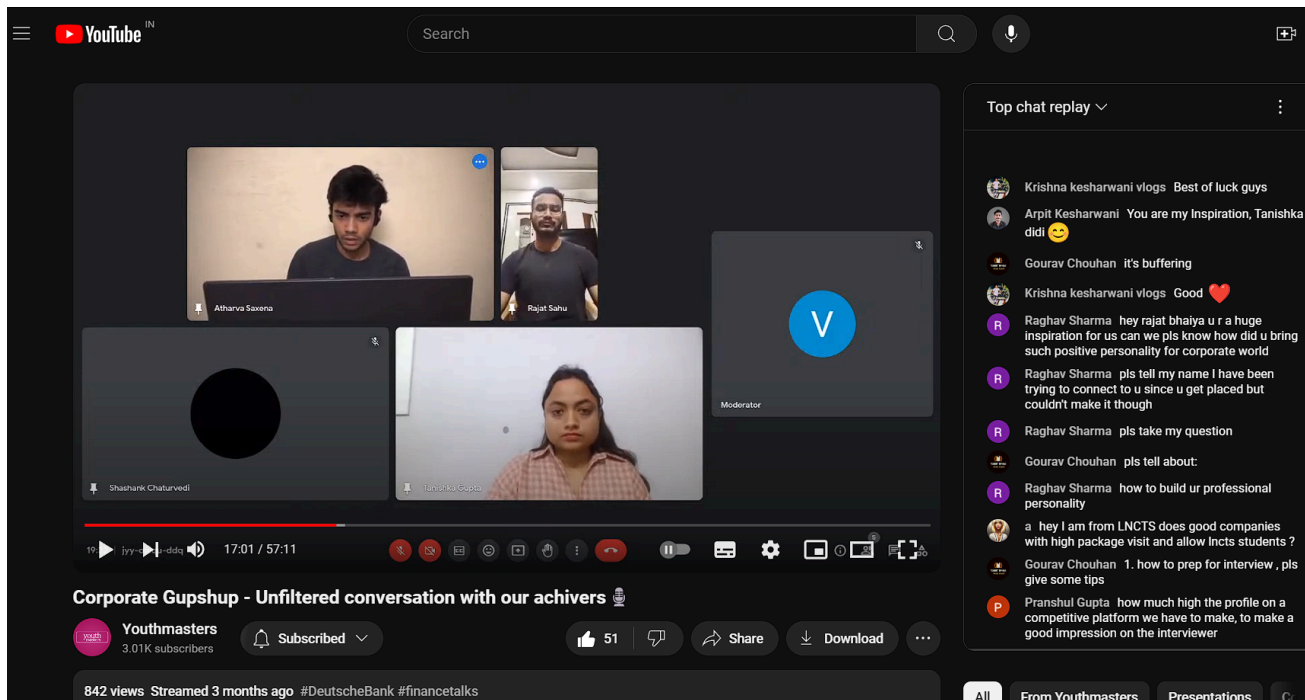 YouTube IN
Search
Atharva Saxena
Rajat Sahu
Shashank Chaturvedi
Tanishka Gupta
V
Moderator
17:01 / 57:11
5
Corporate Gupshup - Unfiltered conversation with our achivers
Youthmasters
3.01K subscribers
Subscribed
51
Share
Download
842 views Streamed 3 months ago #DeutscheBank #financetalks
Top chat replay
Krishna kesharwani vlogs Best of luck guys
Arpit Kesharwani You are my Inspiration, Tanishka
didi 😊
Gourav Chouhan it's buffering
Krishna kesharwani vlogs Good ❤️
R
Raghav Sharma hey rajat bhaiya u r a huge
inspiration for us can we pls know how did u bring
such positive personality for corporate world
R
Raghav Sharma pls tell my name I have been
trying to connect to u since u get placed but
couldn't make it though
R
Raghav Sharma pls take my question
Gourav Chouhan pls tell about:
R
Raghav Sharma how to build ur professional
personality
a hey I am from LNCTS does good companies
with high package visit and allow lncts students ?
Gourav Chouhan 1. how to prep for interview , pls
give some tips
P
Pranshul Gupta how much high the profile on a
competitive platform we have to make, to make a
good impression on the interviewer
All
From Youthmasters
Presentations